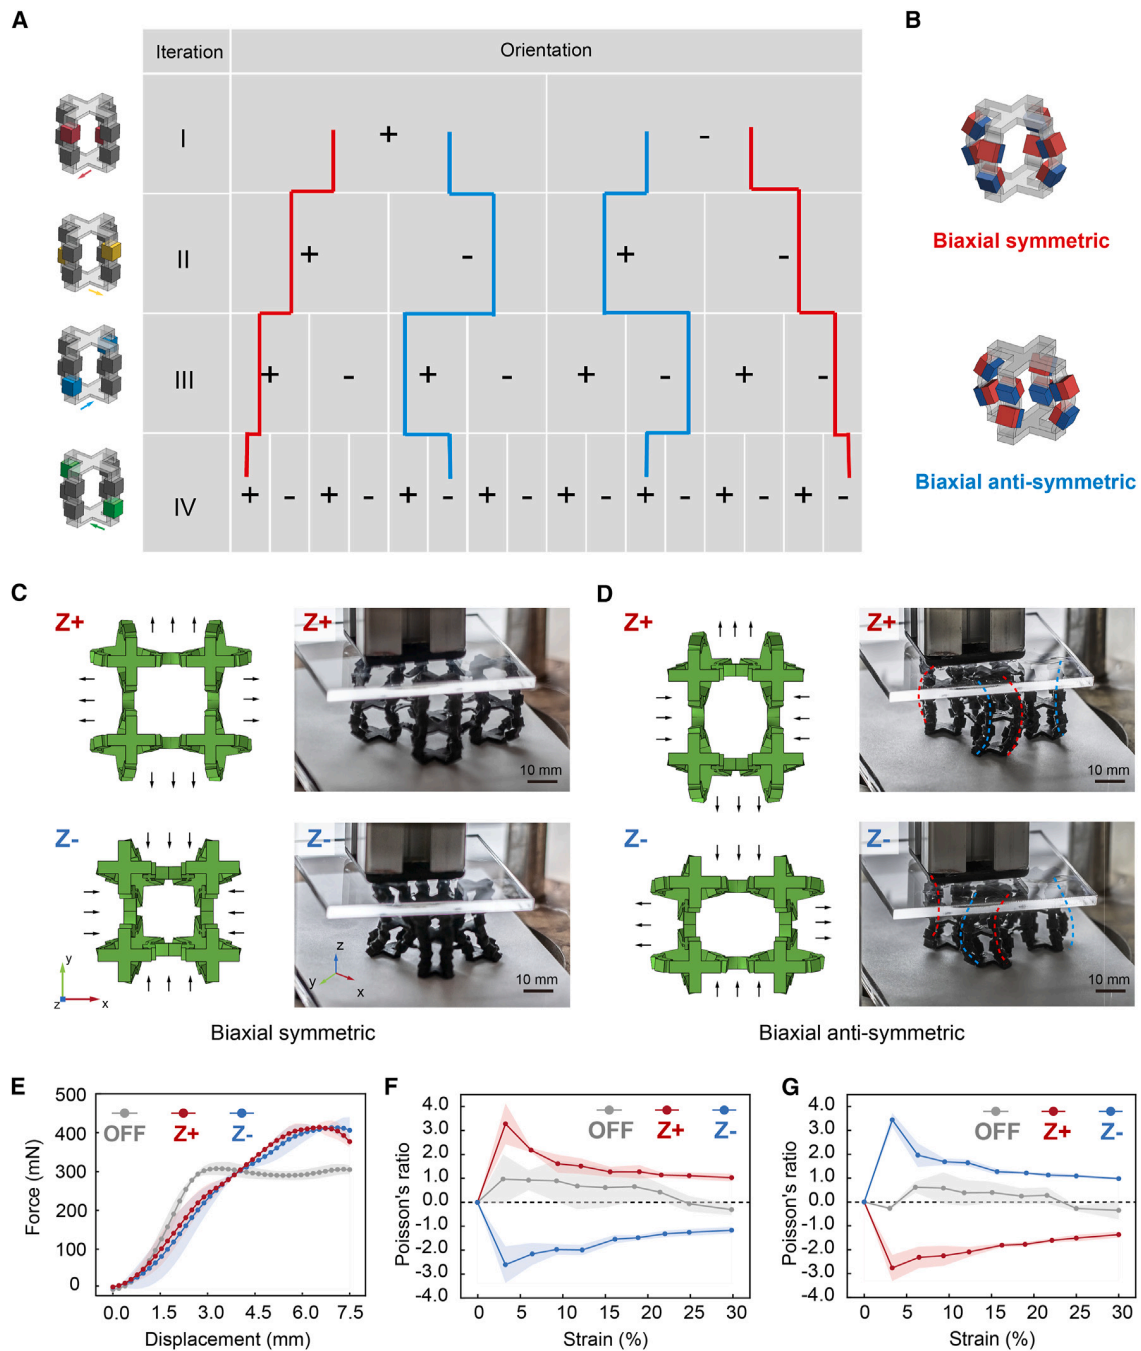 A
B
Iteration
Orientation
I
+
-
II
+
-
+
-
III
+
-
+
-
+
-
+
-
IV
+ - + - + - + - + - + - + - + -
Biaxial symmetric
Biaxial anti-symmetric
C
D
Z+
Z+
10 mm
Z+
Z+
10 mm
Z-
Z-
10 mm
z
y
x
y
z
x
Z-
Z-
10 mm
Biaxial symmetric
Biaxial anti-symmetric
E
500
400
300
200
100
0
Force (mN)
OFF
Z+
Z-
0.0 1.5 3.0 4.5 6.0 7.5
Displacement (mm)
F
4.0
3.0
2.0
1.0
0.0
-1.0
-2.0
-3.0
-4.0
Poisson's ratio
OFF
Z+
Z-
0 5 10 15 20 25 30
Strain (%)
G
4.0
3.0
2.0
1.0
0.0
-1.0
-2.0
-3.0
-4.0
Poisson's ratio
OFF
Z+
Z-
0 5 10 15 20 25 30
Strain (%)